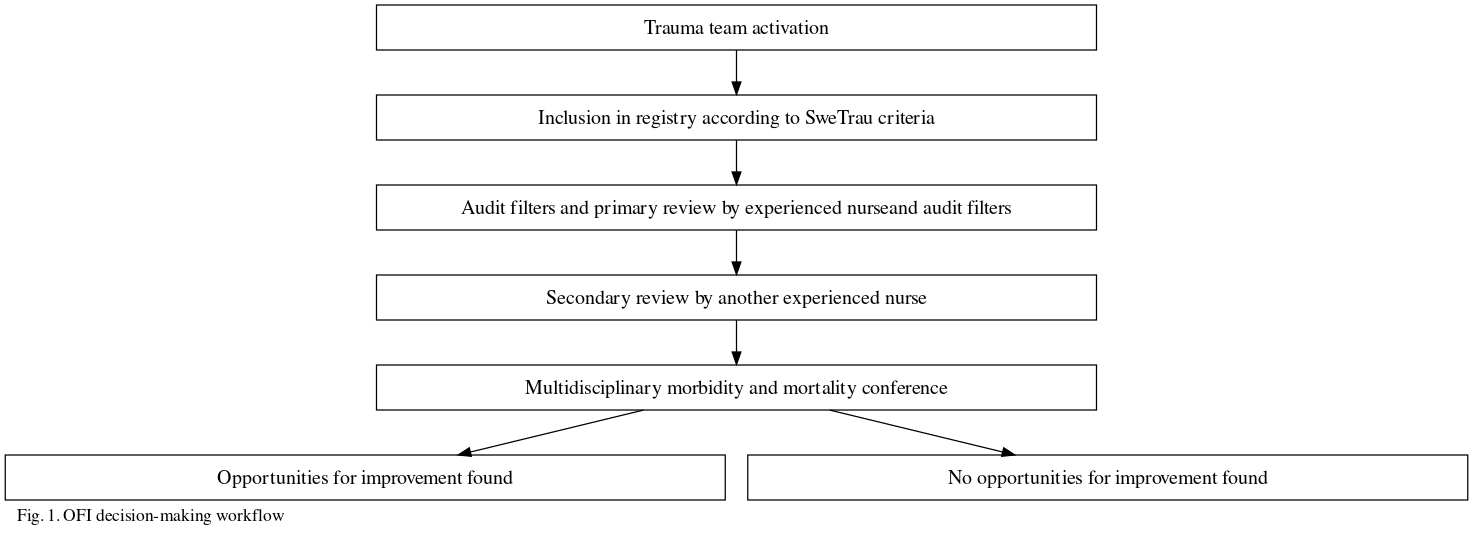 Trauma team activation
Inclusion in registry according to SweTrau criteria
Audit filters and primary review by experienced nurseand audit filters
Secondary review by another experienced nurse
Multidisciplinary morbidity and mortality conference
Opportunities for improvement found
No opportunities for improvement found
Fig. 1. OFI decision-making workflow